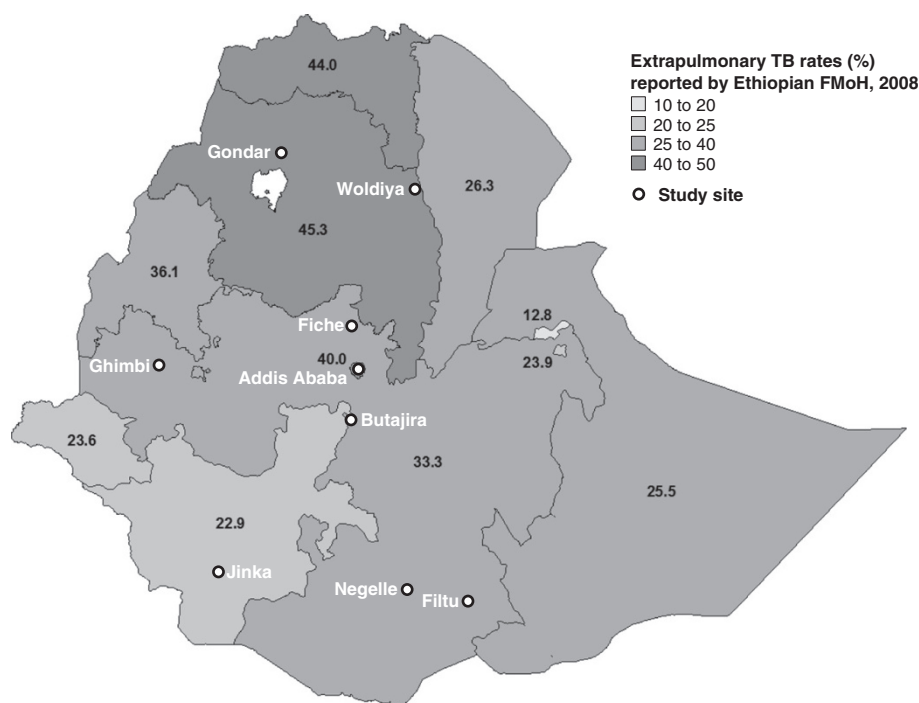 Extrapulmonary TB rates (%)
reported by Ethiopian FMoH, 2008
10 to 20
20 to 25
25 to 40
40 to 50
Study site
44.0
Gondar
Woldiya
26.3
45.3
36.1
12.8
Fiche
40.0
23.9
Ghimbi
Addis Ababa
Butajira
23.6
33.3
25.5
22.9
Jinka
Negelle
Filtu